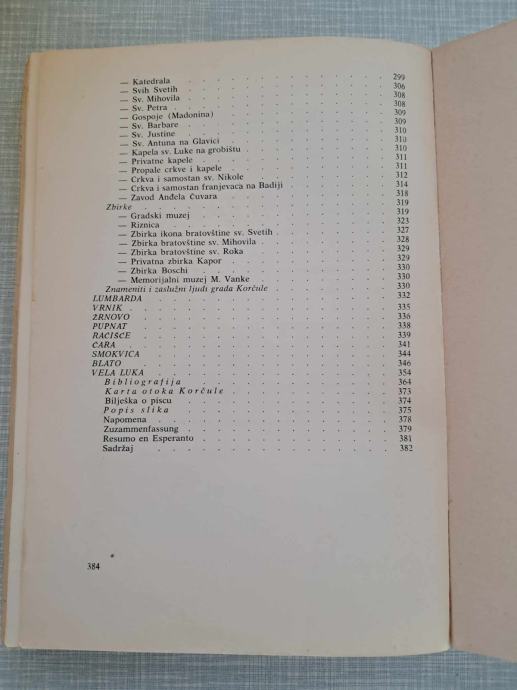 — Katedrala . . . . . . . . . . . 299
— Svih Svetih . . . . . . . . . . . 306
— Sv. Mihovila . . . . . . . . . . . 308
— Sv. Petra . . . . . . . . . . . 308
— Gospoje (Madonina) . . . . . . . . . 309
— Sv. Barbare . . . . . . . . . . . 309
— Sv. Justine . . . . . . . . . . . 310
— Sv. Antuna na Glavici . . . . . . . . 310
— Kapela sv. Luke na grobištu . . . . . . . 310
— Privatne kapele . . . . . . . . . . 311
— Propale crkve i kapele . . . . . . . . 311
— Crkva i samostan sv. Nikole . . . . . . . 312
— Crkva i samostan franjevaca na Badiji . . . . . 314
— Zavod Anđela čuvara . . . . . . . . . 318
Zbirke . . . . . . . . . . . . 319
— Gradski muzej . . . . . . . . . . 319
— Riznica . . . . . . . . . . . 323
— Zbirka ikona bratovštine sv. Svetih . . . . . . 327
— Zbirka bratovštine sv. Mihovila . . . . . . 328
— Zbirka bratovštine sv. Roka . . . . . . . 329
— Privatna zbirka Kapor . . . . . . . . 329
— Zbirka Boschi . . . . . . . . . . 330
— Memorijalni muzej M. Vanke . . . . . . . 330
Znameniti i zaslužni ljudi grada Korčule . . . . . 330
LUMBARDA . . . . . . . . . . . 332
VRNIK . . . . . . . . . . . . 335
ŽRNOVO . . . . . . . . . . . . 336
PUPNAT . . . . . . . . . . . . 338
RAČIŠĆE . . . . . . . . . . . . 339
ČARA . . . . . . . . . . . . 341
SMOKVICA . . . . . . . . . . . 344
BLATO . . . . . . . . . . . . 346
VELA LUKA . . . . . . . . . . . 354
Bibliografija . . . . . . . . . . 364
Karta otoka Korčule . . . . . . . . 373
Bilješka o piscu . . . . . . . . . . 374
Popis slika . . . . . . . . . . 375
Napomena . . . . . . . . . . . 378
Zuzammenfassung . . . . . . . . . . 379
Resumo en Esperanto . . . . . . . . . 381
Sadržaj . . . . . . . . . . . 382
384